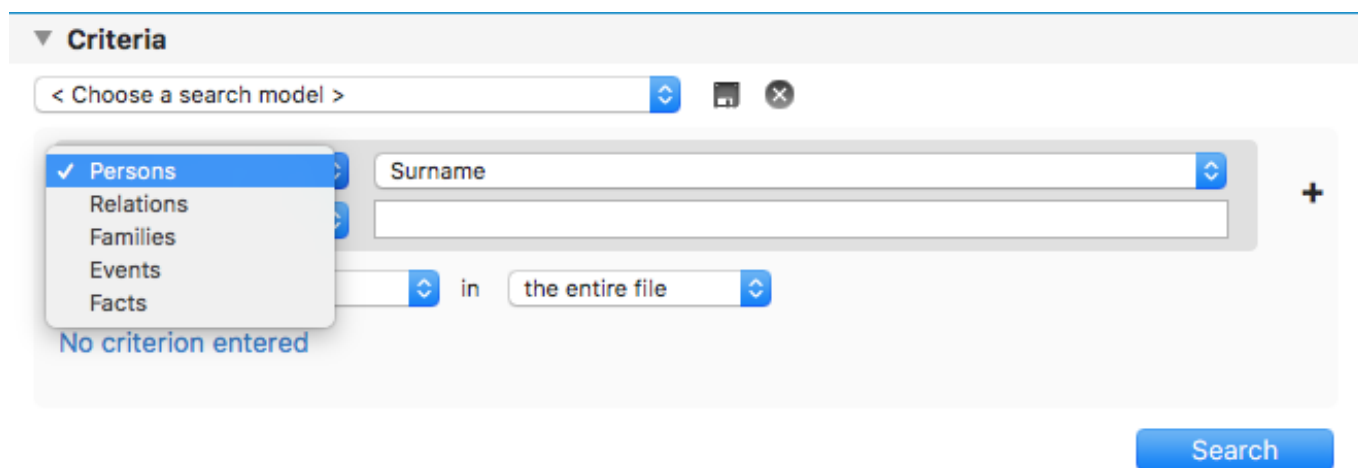 Criteria
< Choose a search model >
✓ Persons
Surname
Relations
Families
Events
Facts
in
the entire file
No criterion entered
+
Search